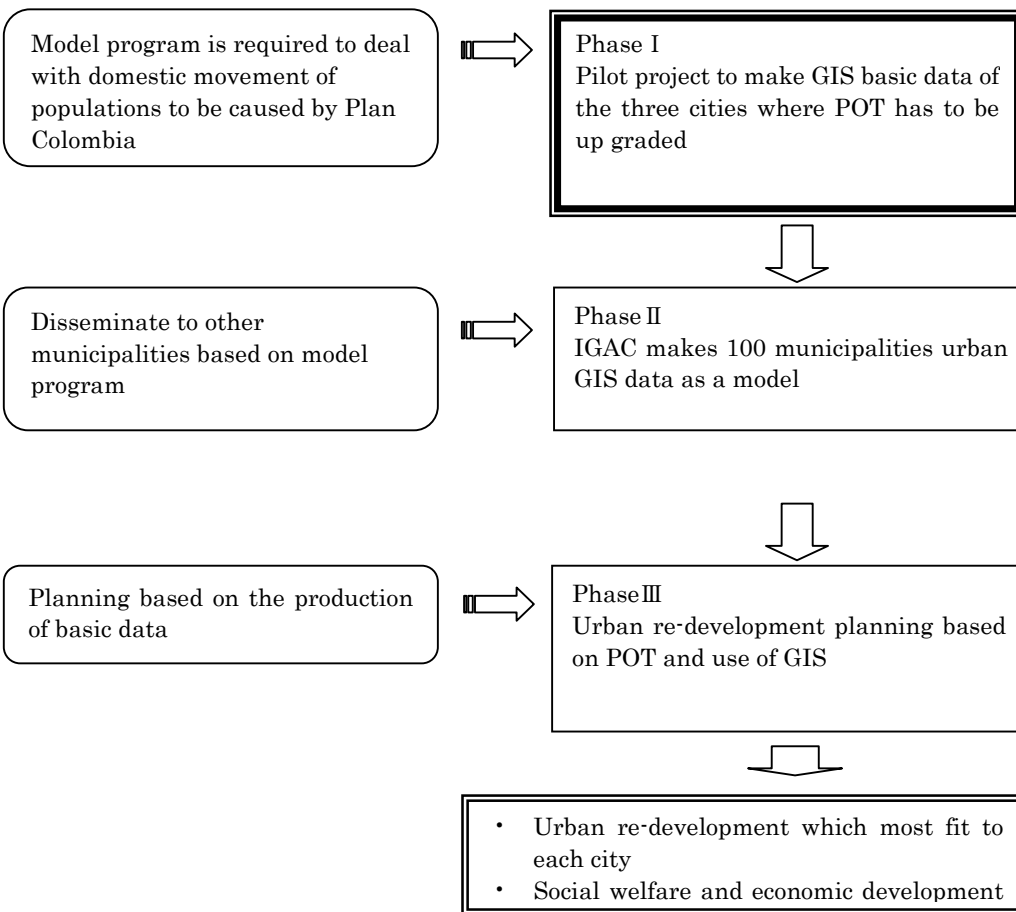 Model program is required to deal
with domestic movement of
populations to be caused by Plan
Colombia
Phase Ⅰ
Pilot project to make GIS basic data of
the three cities where POT has to be
up graded
Disseminate to other
municipalities based on model
program
Phase Ⅱ
IGAC makes 100 municipalities urban
GIS data as a model
Planning based on the production
of basic data
PhaseⅢ
Urban re-development planning based
on POT and use of GIS
・ Urban re-development which most fit to
each city
・ Social welfare and economic development